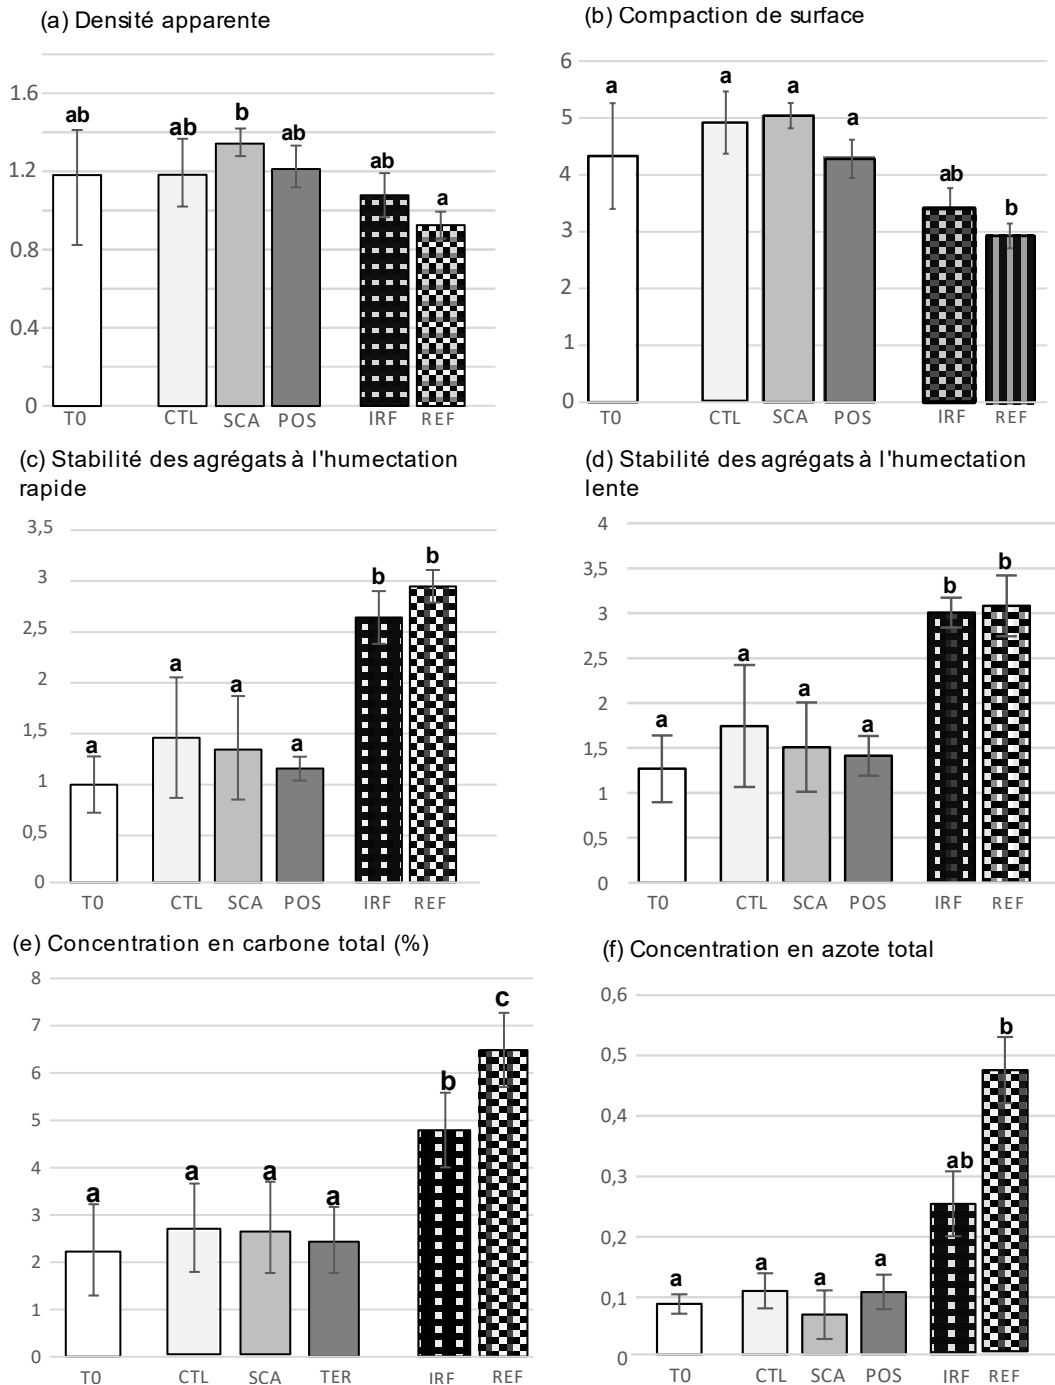 (a) Densité apparente
1.6
1.2
0.8
0.4
0
ab
ab
b
ab
ab
a
T0 CTL SCA POS IRF REF
(b) Compaction de surface
6
5
4
3
2
1
0
a
a
a
a
ab
b
T0 CTL SCA POS IRF REF
(c) Stabilité des agrégats à l'humectation
rapide
3,5
3
2,5
2
1,5
1
0,5
0
a
a
a
a
b
b
T0 CTL SCA POS IRF REF
(d) Stabilité des agrégats à l'humectation
lente
4
3,5
3
2,5
2
1,5
1
0,5
0
a
a
a
a
b
b
T0 CTL SCA POS IRF REF
(e) Concentration en carbone total (%)
8
7
6
5
4
3
2
1
0
a
a
a
a
b
c
T0 CTL SCA TER IRF REF
(f) Concentration en azote total
0,6
0,5
0,4
0,3
0,2
0,1
0
a
a
a
a
ab
b
T0 CTL SCA POS IRF REF